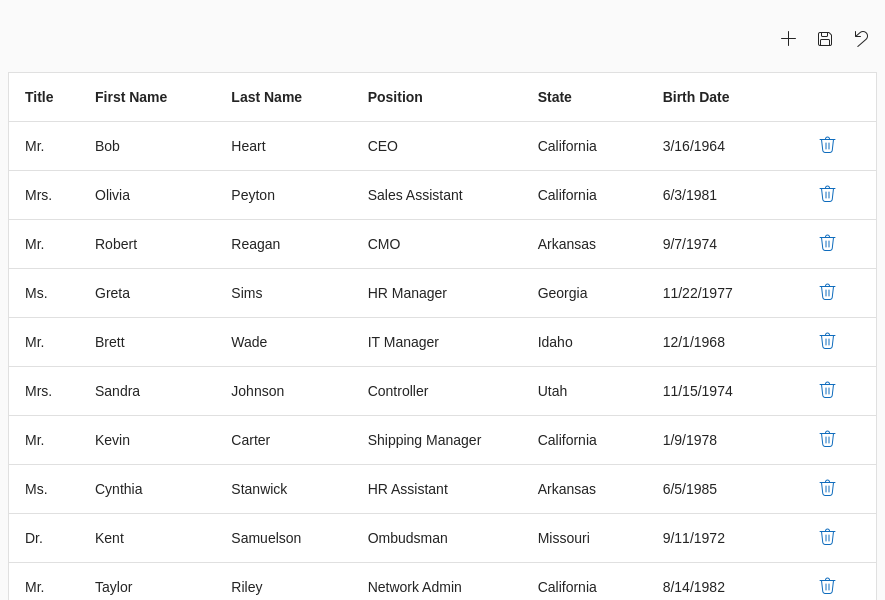 Title First Name Last Name Position State Birth Date
Mr. Bob Heart CEO California 3/16/1964
Mrs. Olivia Peyton Sales Assistant California 6/3/1981
Mr. Robert Reagan CMO Arkansas 9/7/1974
Ms. Greta Sims HR Manager Georgia 11/22/1977
Mr. Brett Wade IT Manager Idaho 12/1/1968
Mrs. Sandra Johnson Controller Utah 11/15/1974
Mr. Kevin Carter Shipping Manager California 1/9/1978
Ms. Cynthia Stanwick HR Assistant Arkansas 6/5/1985
Dr. Kent Samuelson Ombudsman Missouri 9/11/1972
Mr. Taylor Riley Network Admin California 8/14/1982